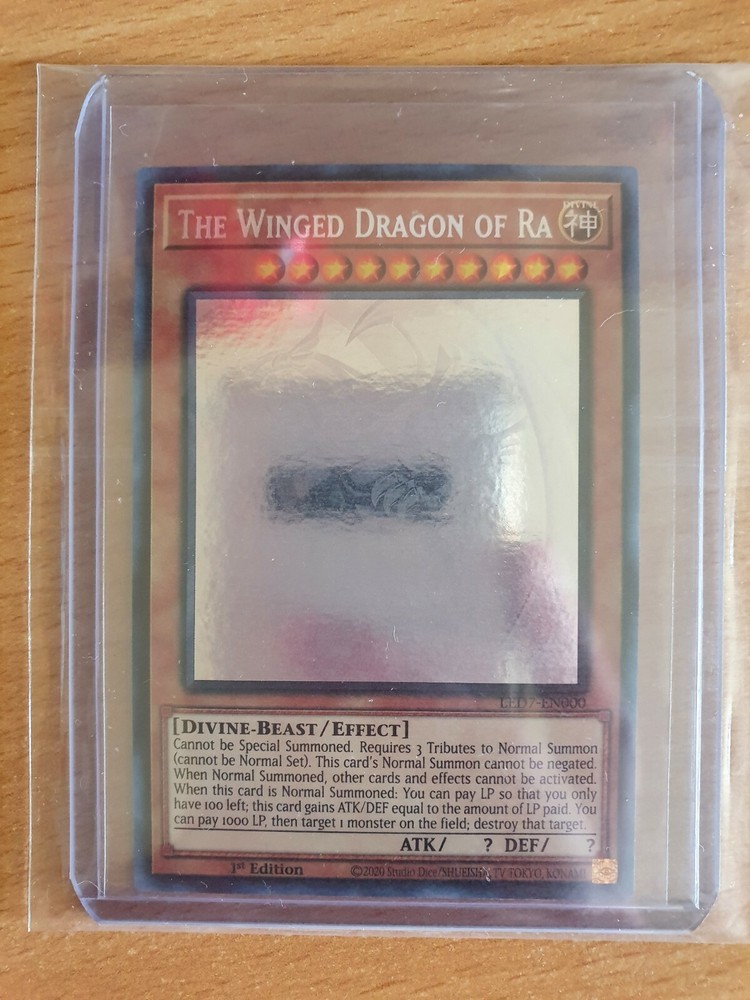 THE WINGED DRAGON OF RA
DIVINE
神
LED7-EN000
[DIVINE-BEAST/EFFECT]
Cannot be Special Summoned. Requires 3 Tributes to Normal Summon
(cannot be Normal Set). This card's Normal Summon cannot be negated.
When Normal Summoned, other cards and effects cannot be activated.
When this card is Normal Summoned: You can pay LP so that you only
have 100 left; this card gains ATK/DEF equal to the amount of LP paid. You
can pay 1000 LP, then target 1 monster on the field; destroy that target.
ATK/ ? DEF/ ?
1st Edition ©2020 Studio Dice/SHUEISHA, TV TOKYO, KONAMI